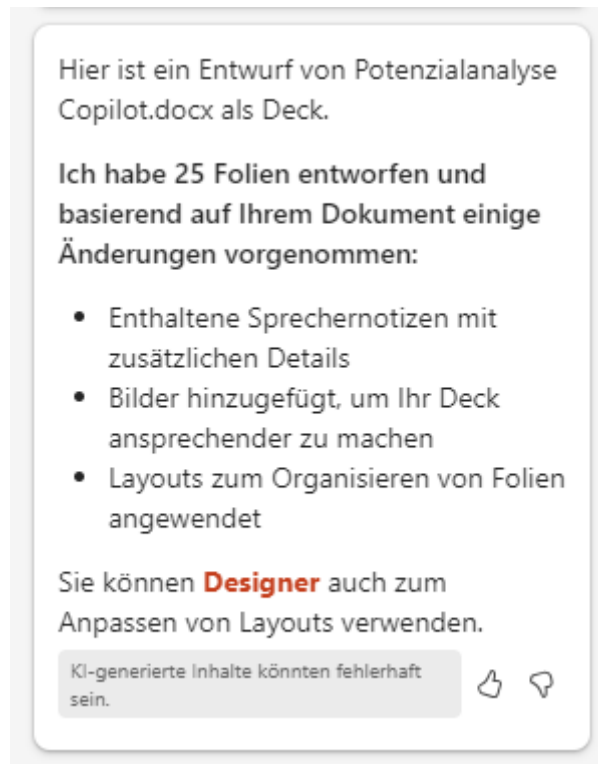 Hier ist ein Entwurf von Potenzialanalyse
Copilot.docx als Deck.
Ich habe 25 Folien entworfen und
basierend auf Ihrem Dokument einige
Änderungen vorgenommen:
• Enthaltene Sprechernotizen mit
zusätzlichen Details
• Bilder hinzugefügt, um Ihr Deck
ansprechender zu machen
• Layouts zum Organisieren von Folien
angewendet
Sie können Designer auch zum
Anpassen von Layouts verwenden.
KI-generierte Inhalte könnten fehlerhaft
sein.